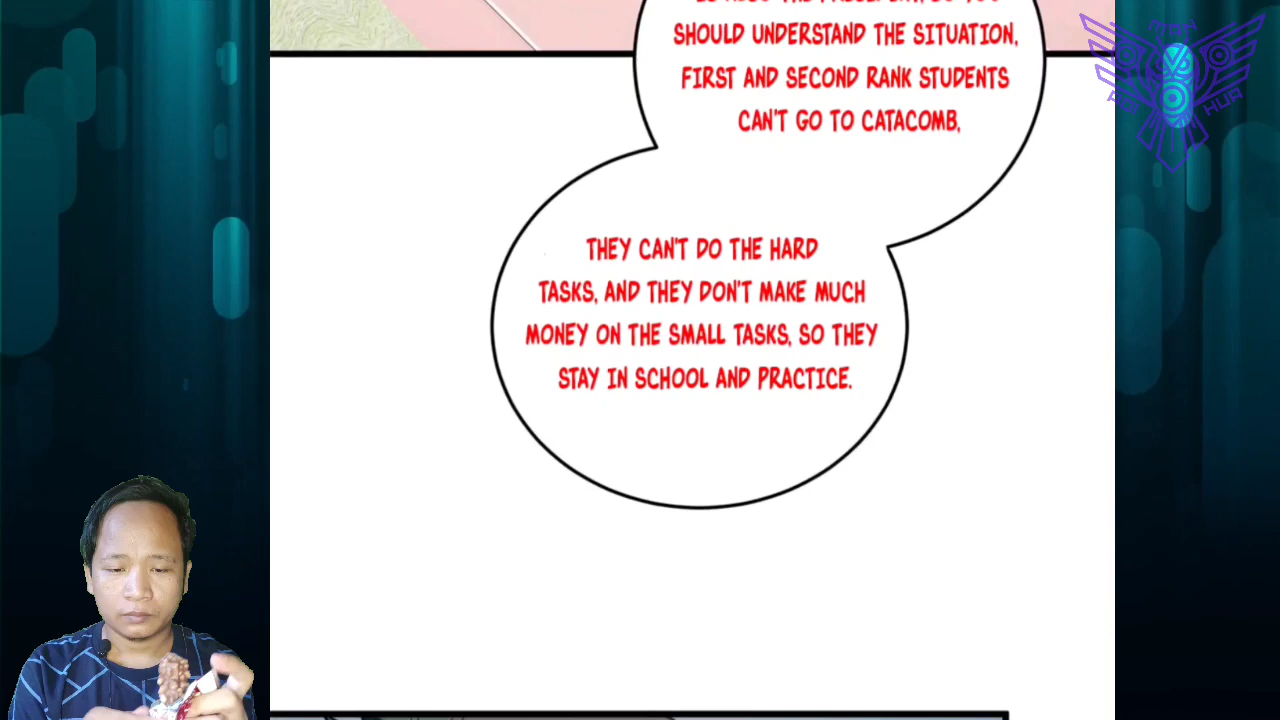 SHOULD UNDERSTAND THE SITUATION.
FIRST AND SECOND RANK STUDENTS
CAN'T GO TO CATACOMB.
THEY CAN'T DO THE HARD
TASKS, AND THEY DON'T MAKE MUCH
MONEY ON THE SMALL TASKS, SO THEY
STAY IN SCHOOL AND PRACTICE.
HUA